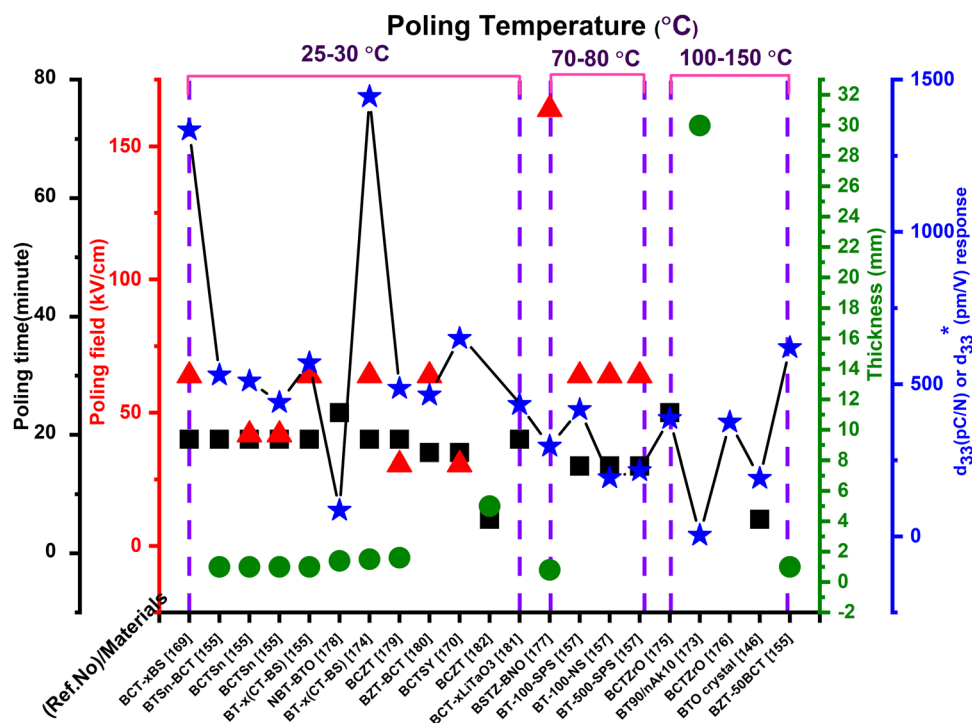 Poling Temperature (°C)
25-30 °C
70-80 °C
100-150 °C
Poling time(minute)
80
60
40
20
0
Poling field (kV/cm)
150
100
50
0
Thickness (mm)
32
30
28
26
24
22
20
18
16
14
12
10
8
6
4
2
0
-2
d33(pC/N) or d33* (pm/V) response
1500
1000
500
0
(Ref.No)/Materials
BCT-xBS [169]
BTSn-BCT [155]
BCTSn [155]
BCTSn [155]
BT-x(CT-BS) [155]
NBT-BTO [178]
BT-x(CT-BS) [174]
BCZT [179]
BZT-BCT [180]
BCTSY [170]
BCZT [182]
BCT-xLiTaO3 [181]
BSTZ-BNO [177]
BT-100-SPS [157]
BT-100-NS [157]
BT-500-SPS [157]
BCTZrO [175]
BT90/nAk10 [173]
BCTZrO [176]
BTO crystal [146]
BZT-50BCT [155]